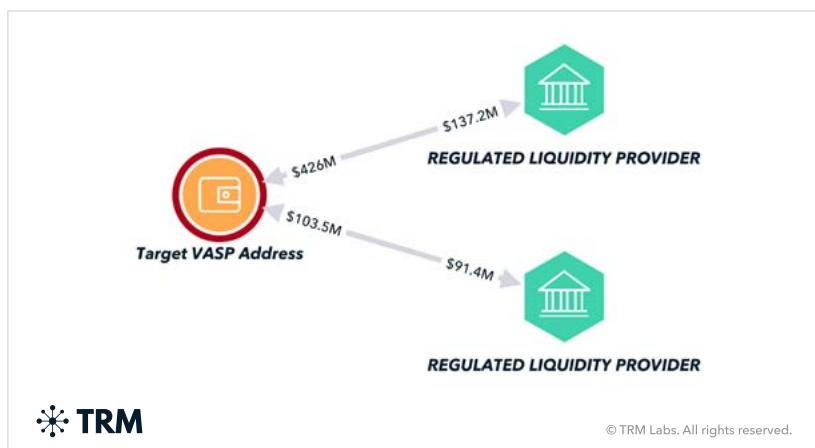 $137.2M
REGULATED LIQUIDITY PROVIDER
$426M
$103.5M
Target VASP Address
$91.4M
REGULATED LIQUIDITY PROVIDER
TRM
© TRM Labs. All rights reserved.